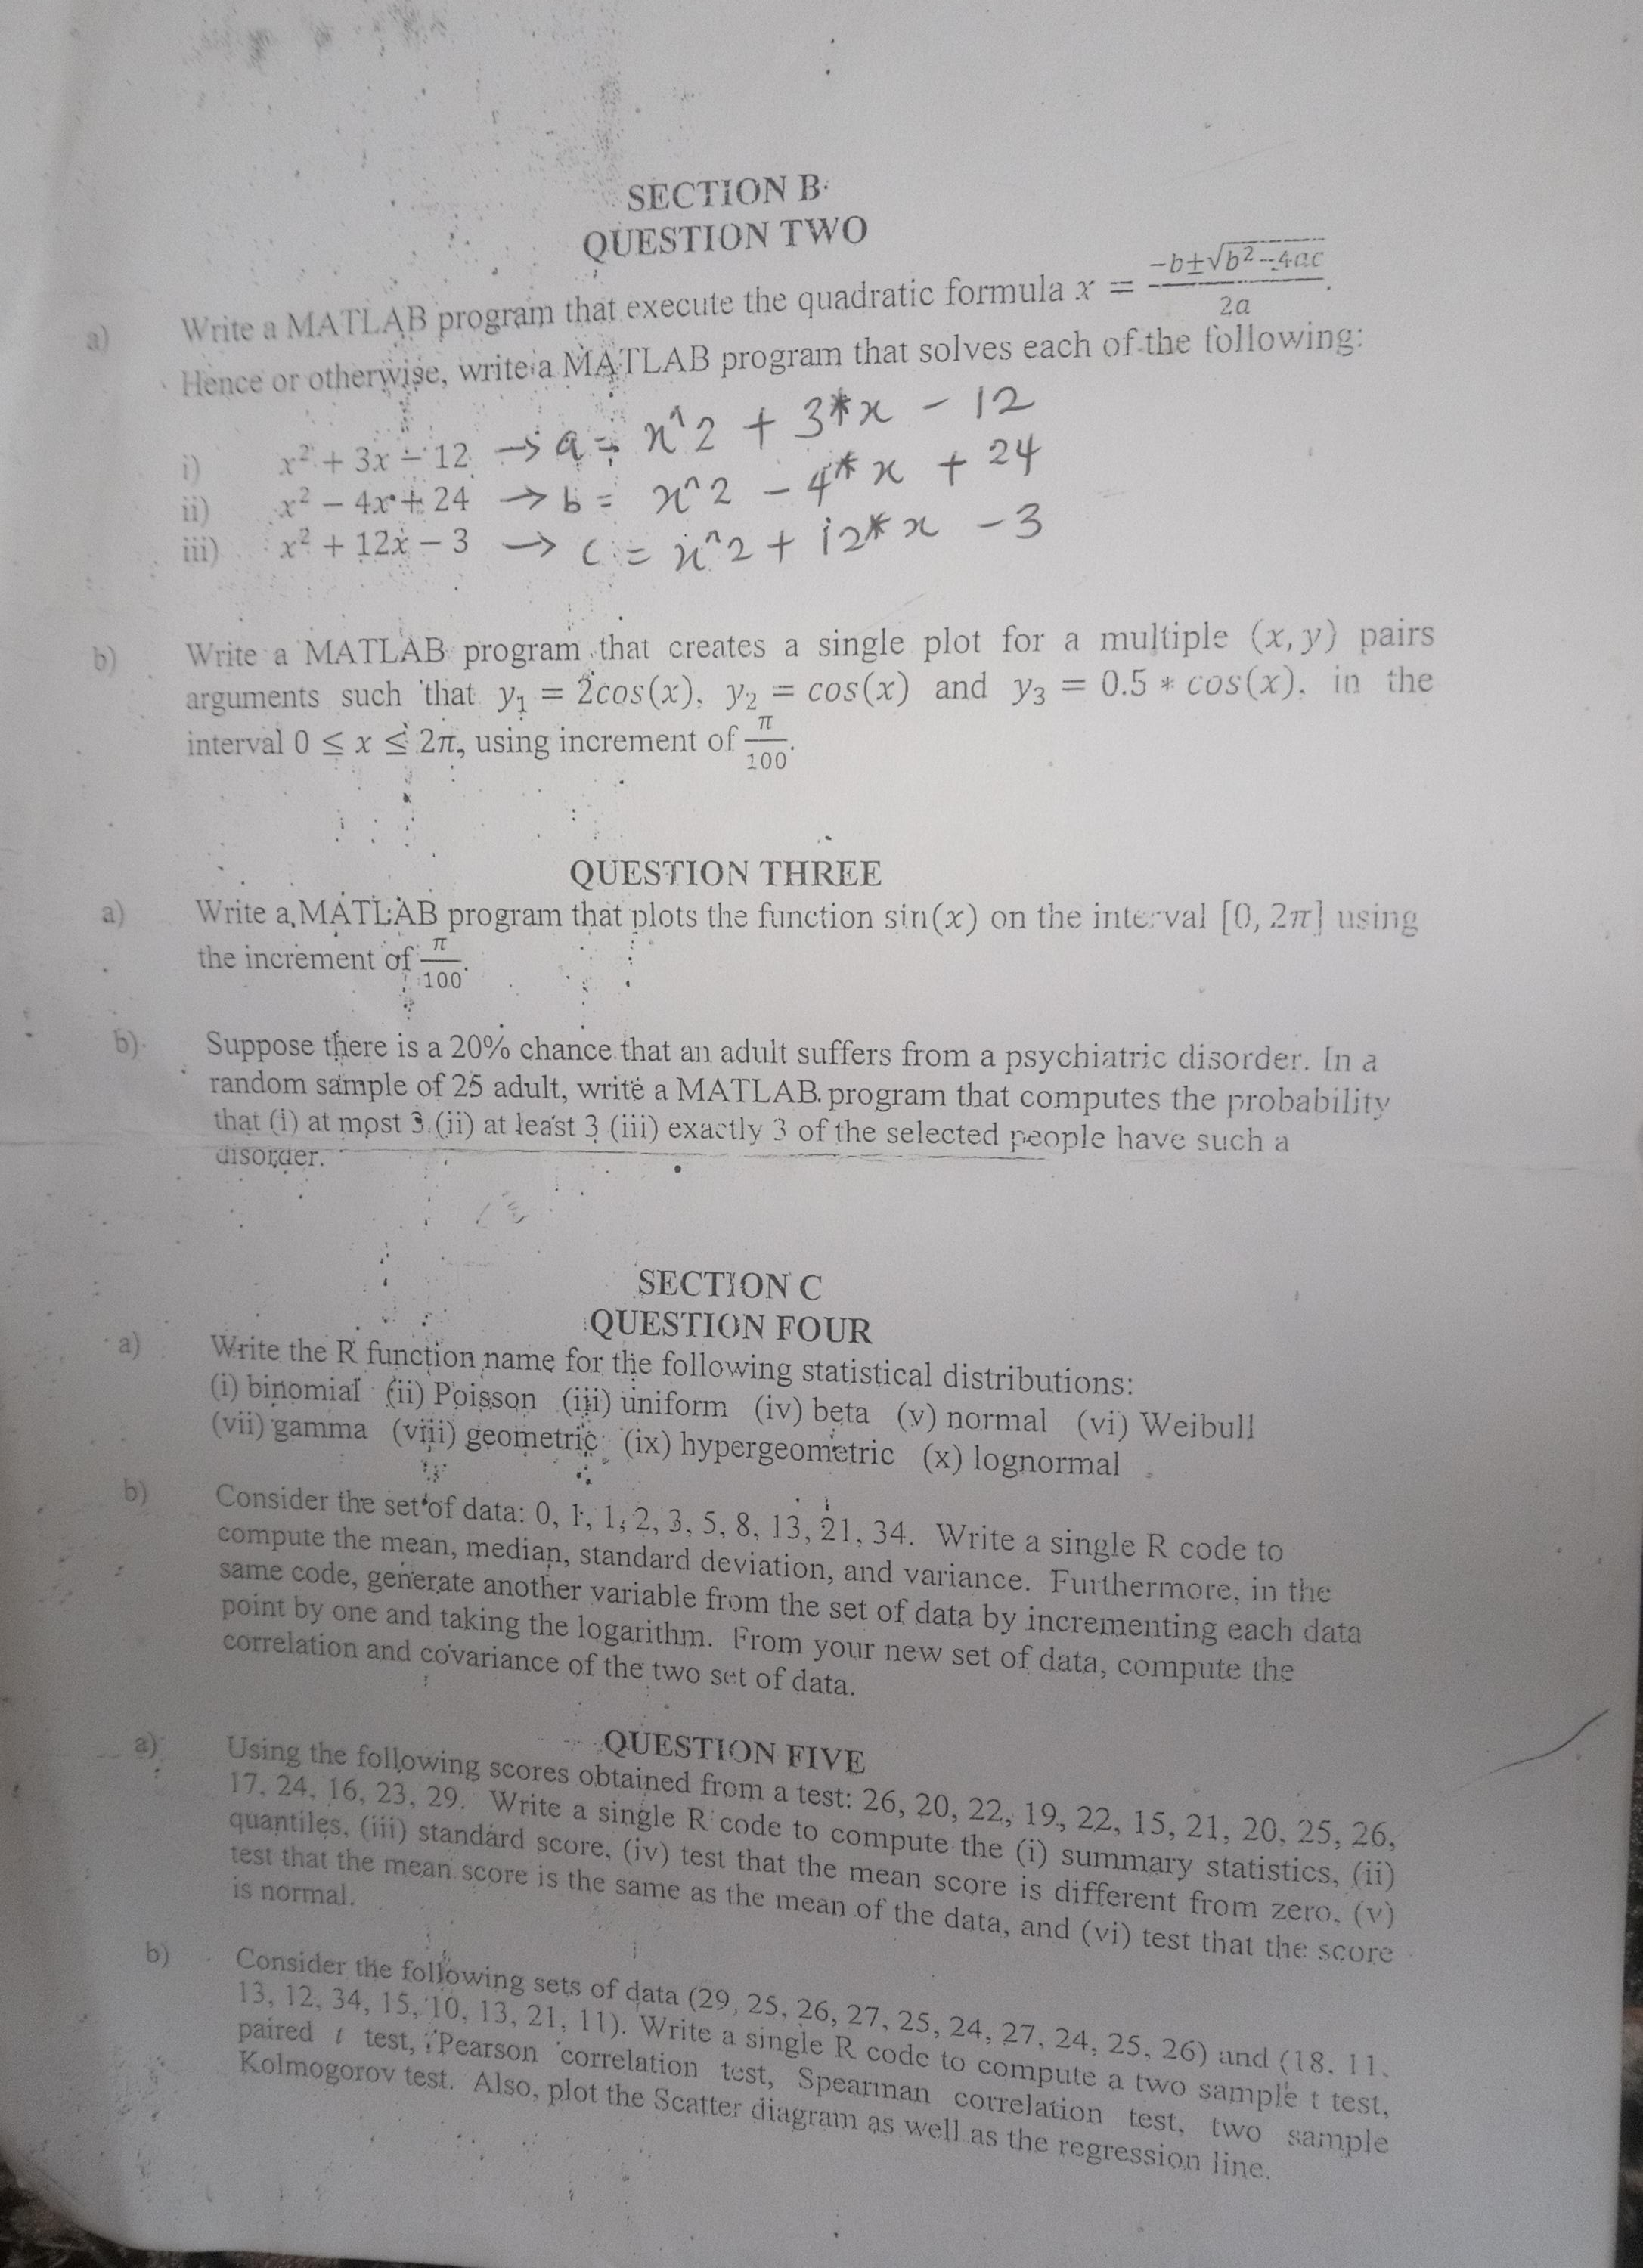 SECTION B
QUESTION TWO
a) Write a MATLAB program that execute the quadratic formula x = \frac{-b±√b²-4ac}{2a}.
Hence or otherwise, write a MATLAB program that solves each of the following:
i) x² + 3x - 12 → a = x^2 + 3*x - 12
ii) x² - 4x + 24 → b = x^2 - 4*x + 24
iii) x² + 12x - 3 → c = x^2 + 12*x - 3
b) Write a MATLAB program that creates a single plot for a multiple (x, y) pairs
arguments such that y₁ = 2cos(x), y₂ = cos(x) and y₃ = 0.5 * cos(x), in the
interval 0 ≤ x ≤ 2π, using increment of \frac{π}{100}.
QUESTION THREE
a) Write a MATLAB program that plots the function sin(x) on the interval [0, 2π] using
the increment of \frac{π}{100}.
b) Suppose there is a 20% chance that an adult suffers from a psychiatric disorder. In a
random sample of 25 adult, write a MATLAB program that computes the probability
that (i) at most 3 (ii) at least 3 (iii) exactly 3 of the selected people have such a
disorder.
SECTION C
QUESTION FOUR
a) Write the R function name for the following statistical distributions:
(i) binomial (ii) Poisson (iii) uniform (iv) beta (v) normal (vi) Weibull
(vii) gamma (viii) geometric (ix) hypergeometric (x) lognormal
b) Consider the set of data: 0, 1, 1, 2, 3, 5, 8, 13, 21, 34. Write a single R code to
compute the mean, median, standard deviation, and variance. Furthermore, in the
same code, generate another variable from the set of data by incrementing each data
point by one and taking the logarithm. From your new set of data, compute the
correlation and covariance of the two set of data.
QUESTION FIVE
a) Using the following scores obtained from a test: 26, 20, 22, 19, 22, 15, 21, 20, 25, 26,
17, 24, 16, 23, 29. Write a single R code to compute the (i) summary statistics, (ii)
quantiles, (iii) standard score, (iv) test that the mean score is different from zero, (v)
test that the mean score is the same as the mean of the data, and (vi) test that the score
is normal.
b) Consider the following sets of data (29, 25, 26, 27, 25, 24, 27, 24, 25, 26) and (18. 11,
13, 12, 34, 15, 10, 13, 21, 11). Write a single R code to compute a two sample t test,
paired t test, Pearson correlation test, Spearman correlation test, two sample
Kolmogorov test. Also, plot the Scatter diagram as well as the regression line.